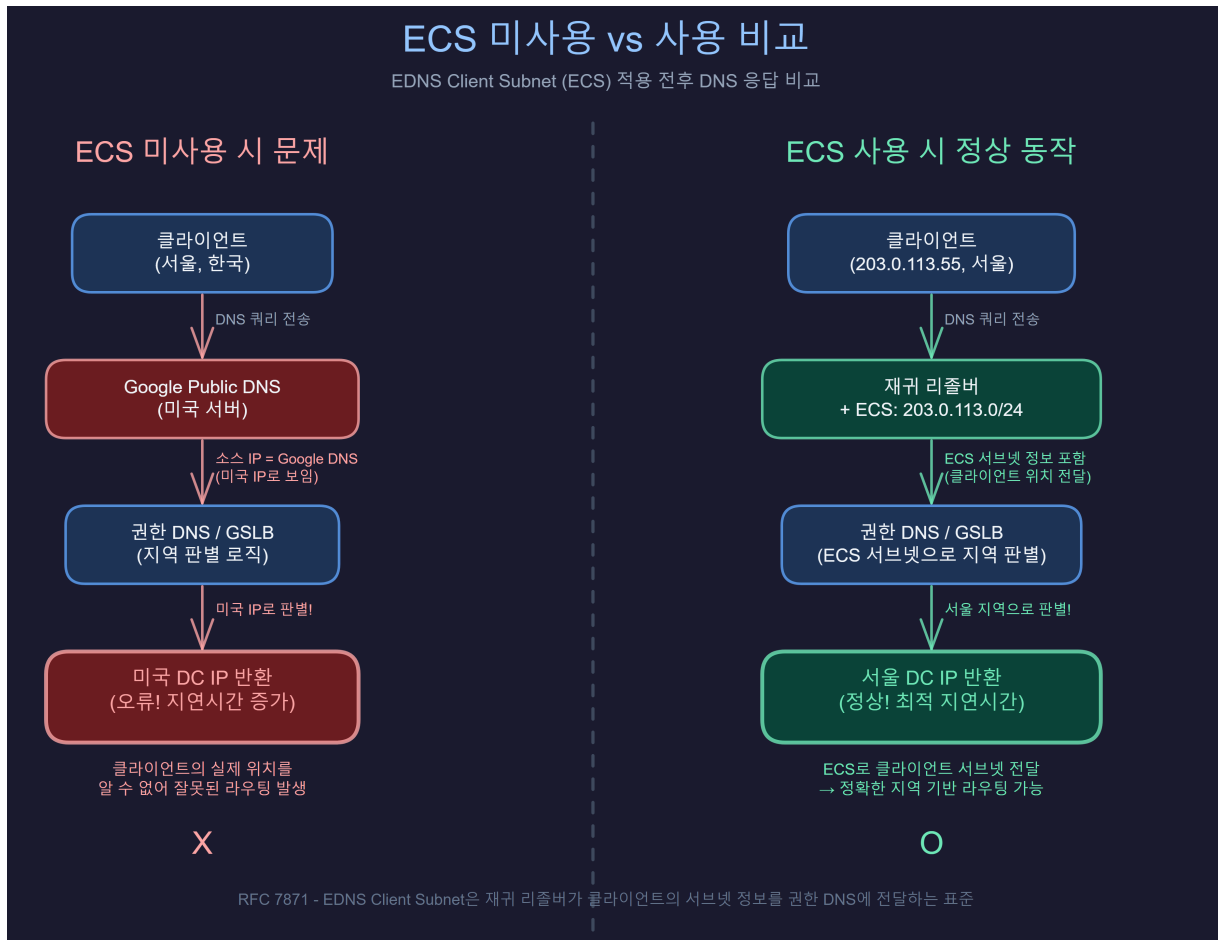 ECS 미사용 vs 사용 비교
EDNS Client Subnet (ECS) 적용 전후 DNS 응답 비교
ECS 미사용 시 문제
클라이언트
(서울, 한국)
DNS 쿼리 전송
Google Public DNS
(미국 서버)
소스 IP = Google DNS
(미국 IP로 보임)
권한 DNS / GSLB
(지역 판별 로직)
미국 IP로 판별!
미국 DC IP 반환
(오류! 지연시간 증가)
클라이언트의 실제 위치를
알 수 없어 잘못된 라우팅 발생
X
ECS 사용 시 정상 동작
클라이언트
(203.0.113.55, 서울)
DNS 쿼리 전송
재귀 리졸버
+ ECS: 203.0.113.0/24
ECS 서브넷 정보 포함
(클라이언트 위치 전달)
권한 DNS / GSLB
(ECS 서브넷으로 지역 판별)
서울 지역으로 판별!
서울 DC IP 반환
(정상! 최적 지연시간)
ECS로 클라이언트 서브넷 전달
→ 정확한 지역 기반 라우팅 가능
O
RFC 7871 - EDNS Client Subnet은 재귀 리졸버가 클라이언트의 서브넷 정보를 권한 DNS에 전달하는 표준